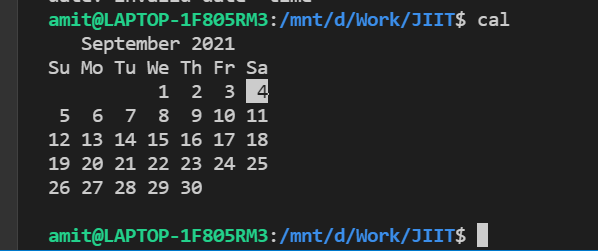 amit@LAPTOP-1F805RM3:/mnt/d/Work/JIIT$ cal
   September 2021
Su Mo Tu We Th Fr Sa
          1  2  3  4
 5  6  7  8  9 10 11
12 13 14 15 16 17 18
19 20 21 22 23 24 25
26 27 28 29 30
amit@LAPTOP-1F805RM3:/mnt/d/Work/JIIT$